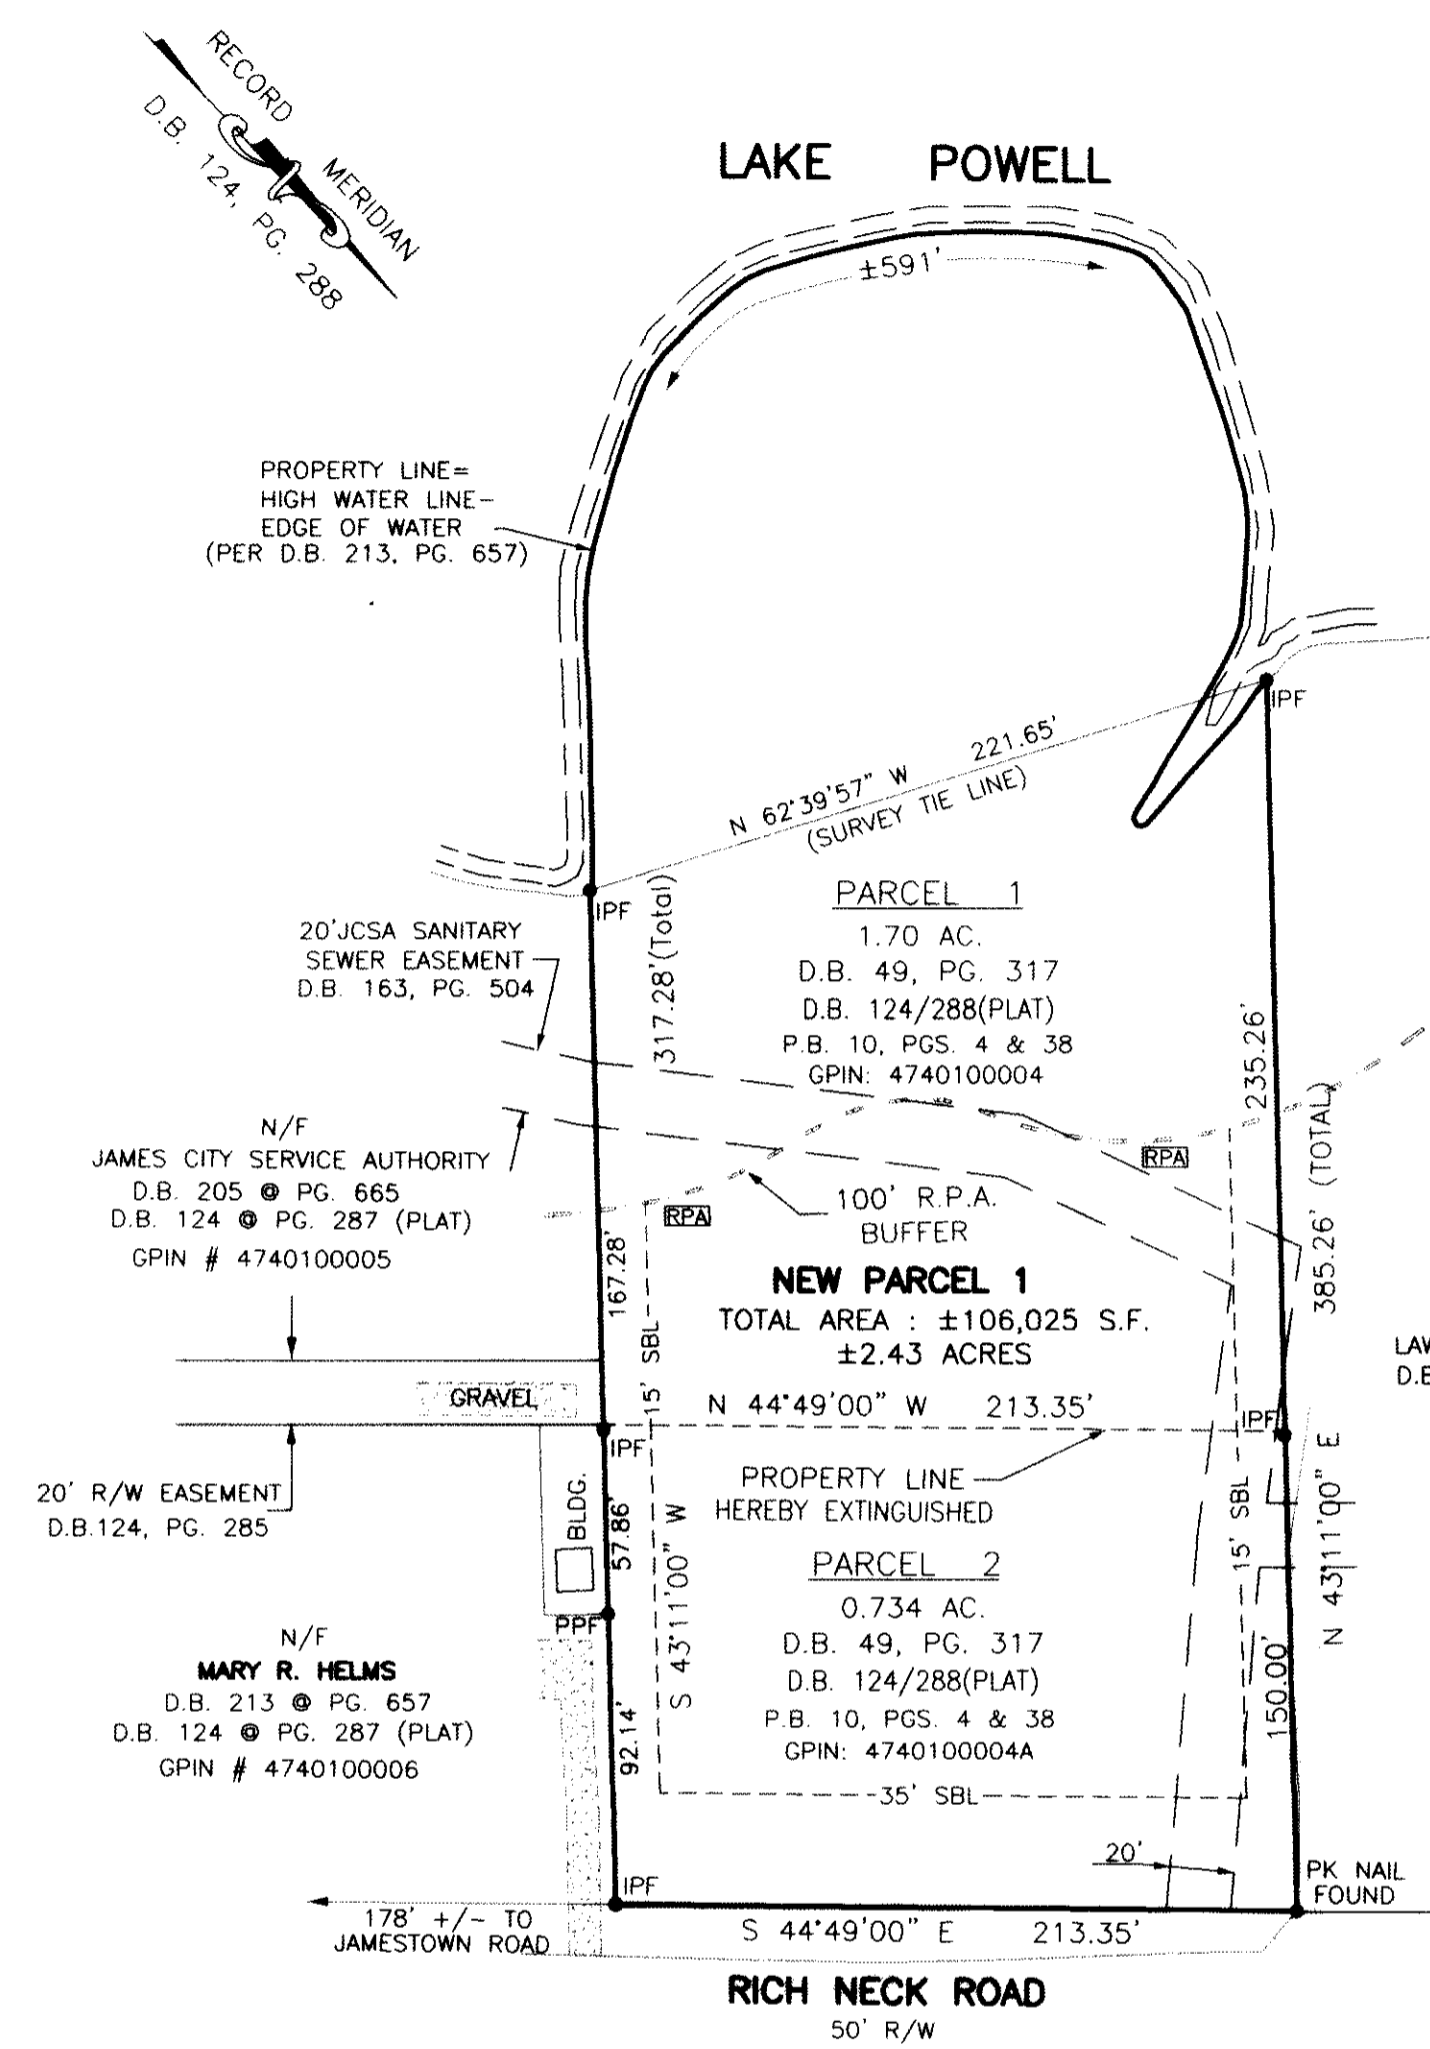 RECORD MERIDIAN
D.B. 124, PG. 288
LAKE POWELL
±591'
PROPERTY LINE=
HIGH WATER LINE-
EDGE OF WATER
(PER D.B. 213, PG. 657)
IPF
N 62°39'57" W 221.65'
(SURVEY TIE LINE)
IPF
317.28'(Total)
20'JCSA SANITARY
SEWER EASEMENT
D.B. 163, PG. 504
PARCEL 1
1.70 AC.
D.B. 49, PG. 317
D.B. 124/288(PLAT)
P.B. 10, PGS. 4 & 38
GPIN: 4740100004
235.26'
385.26' (TOTAL)
N/F
JAMES CITY SERVICE AUTHORITY
D.B. 205 @ PG. 665
D.B. 124 @ PG. 287 (PLAT)
GPIN # 4740100005
RPA
RPA
100' R.P.A.
BUFFER
167.28'
15' SBL
NEW PARCEL 1
TOTAL AREA : ±106,025 S.F.
±2.43 ACRES
GRAVEL
N 44°49'00" W 213.35'
IPF
IPF
20' R/W EASEMENT
D.B.124, PG. 285
PROPERTY LINE
HEREBY EXTINGUISHED
BLDG.
57.86'
S 43°11'00" W
15' SBL
N 43°11'00" E
PARCEL 2
0.734 AC.
D.B. 49, PG. 317
D.B. 124/288(PLAT)
P.B. 10, PGS. 4 & 38
GPIN: 4740100004A
PPF
N/F
MARY R. HELMS
D.B. 213 @ PG. 657
D.B. 124 @ PG. 287 (PLAT)
GPIN # 4740100006
92.14'
150.00'
35' SBL
20'
IPF
PK NAIL
FOUND
178' +/- TO
JAMESTOWN ROAD
S 44°49'00" E 213.35'
RICH NECK ROAD
50' R/W